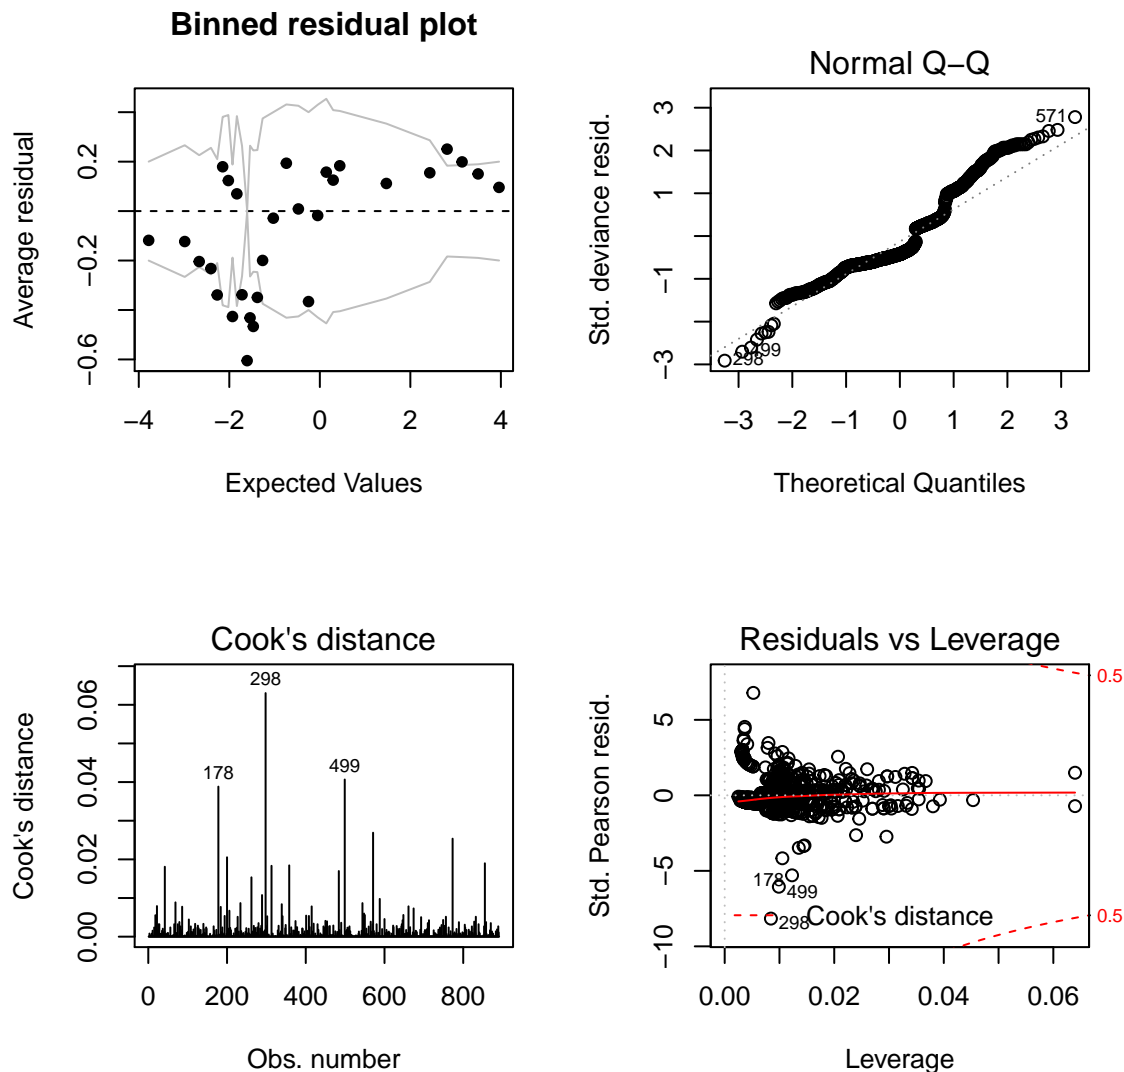 Binned residual plot
Average residual
0.2
-0.2
-0.6
−4 −2 0 2 4
Expected Values
Normal Q−Q
Std. deviance resid.
3
2
1
−1
−3
571
499
298
−3 −2 −1 0 1 2 3
Theoretical Quantiles
Cook's distance
Cook's distance
0.06
0.04
0.02
0.00
298
178
499
0 200 400 600 800
Obs. number
Residuals vs Leverage
Std. Pearson resid.
5
0
−5
−10
0.5
0.5
178
499
298
Cook's distance
0.00 0.02 0.04 0.06
Leverage